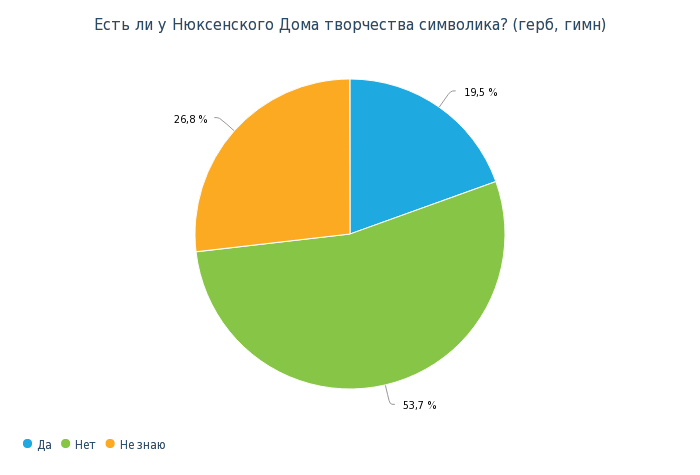 Есть ли у Нюксенского Дома творчества символика? (герб, гимн)
19,5 %
26,8 %
53,7 %
Да Нет Не знаю